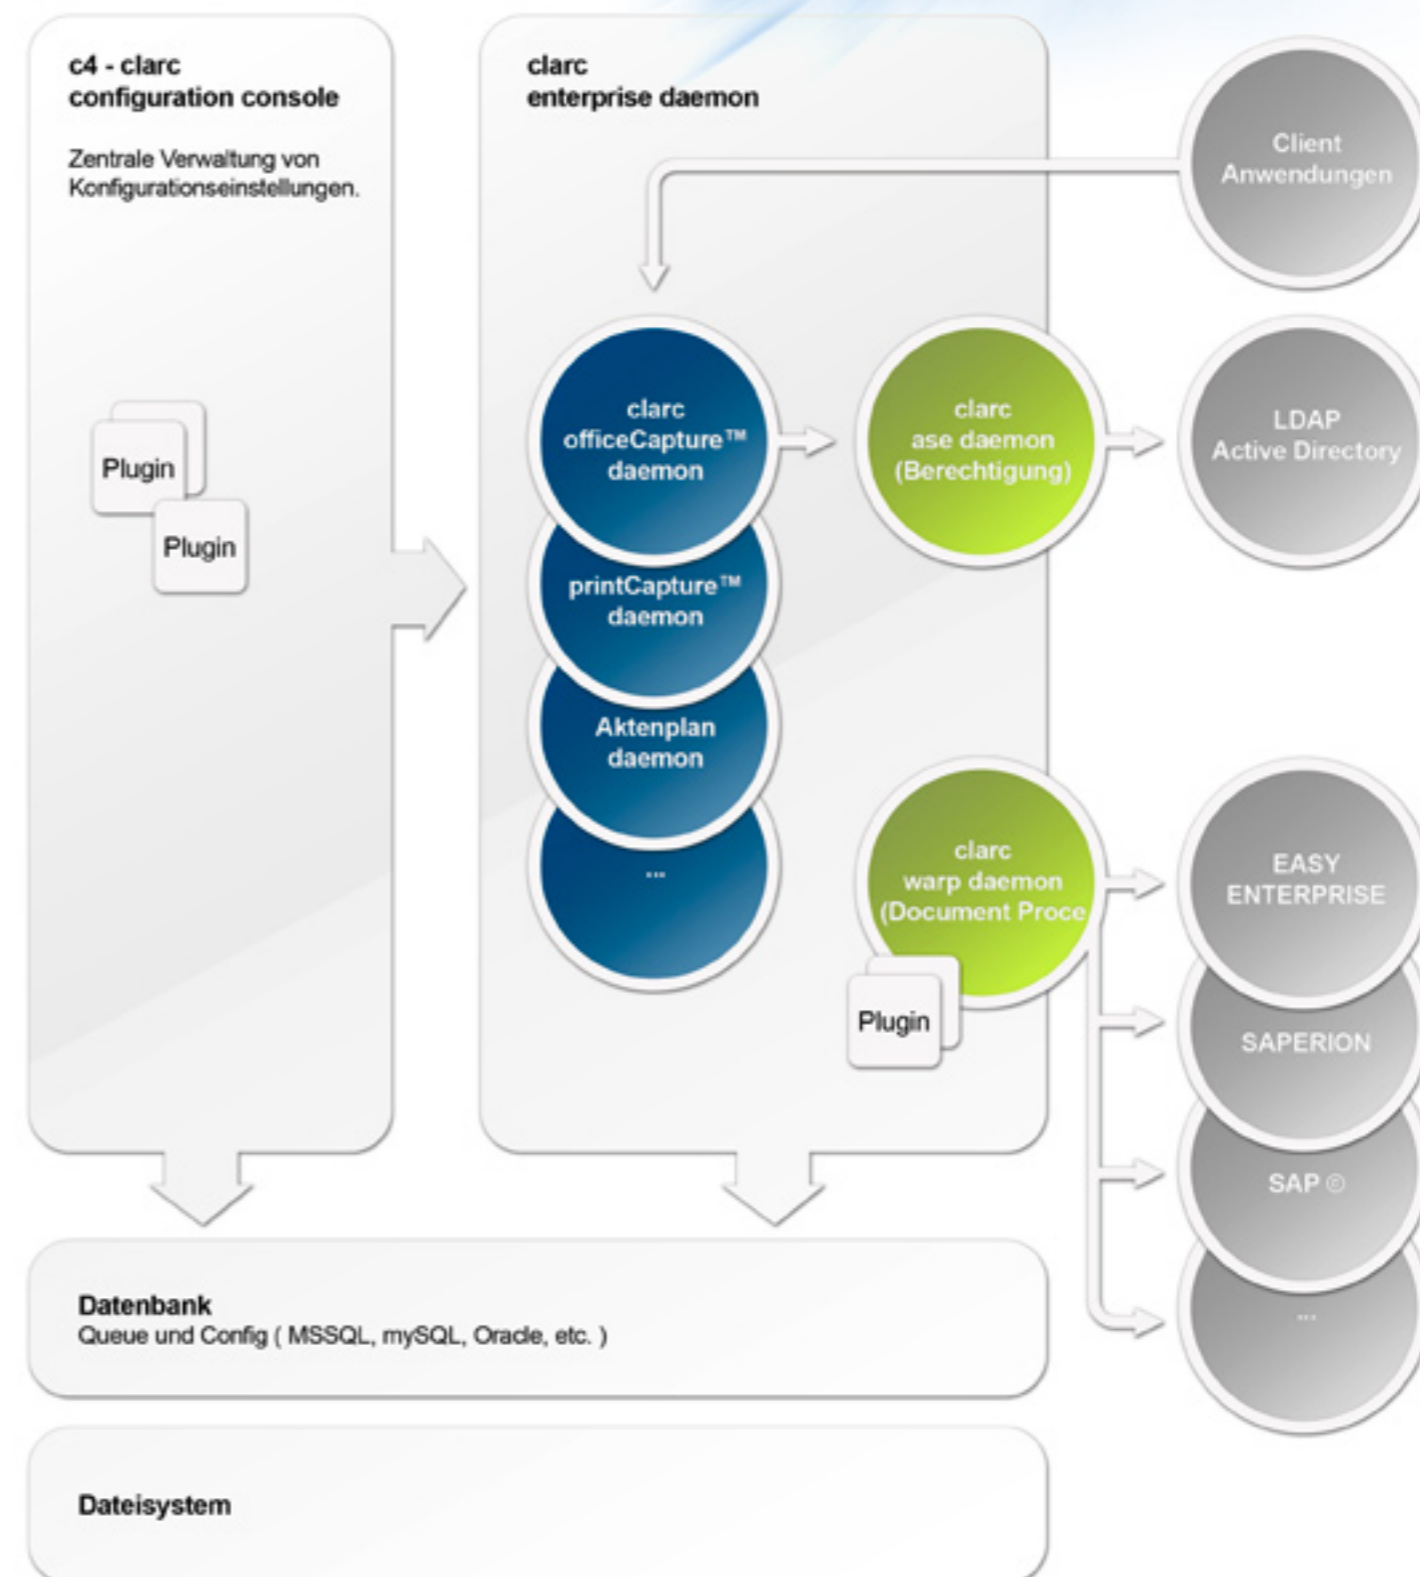 c4 - clarc
configuration console
Zentrale Verwaltung von
Konfigurationseinstellungen.
Plugin
Plugin
clarc
enterprise daemon
Client
Anwendungen
clarc
officeCapture™
daemon
clarc
ase daemon
(Berechtigung)
LDAP
Active Directory
printCapture™
daemon
Aktenplan
daemon
...
clarc
warp daemon
(Document Proce
Plugin
EASY
ENTERPRISE
SAPERION
SAP ©
...
Datenbank
Queue und Config ( MSSQL, mySQL, Oracle, etc. )
Dateisystem